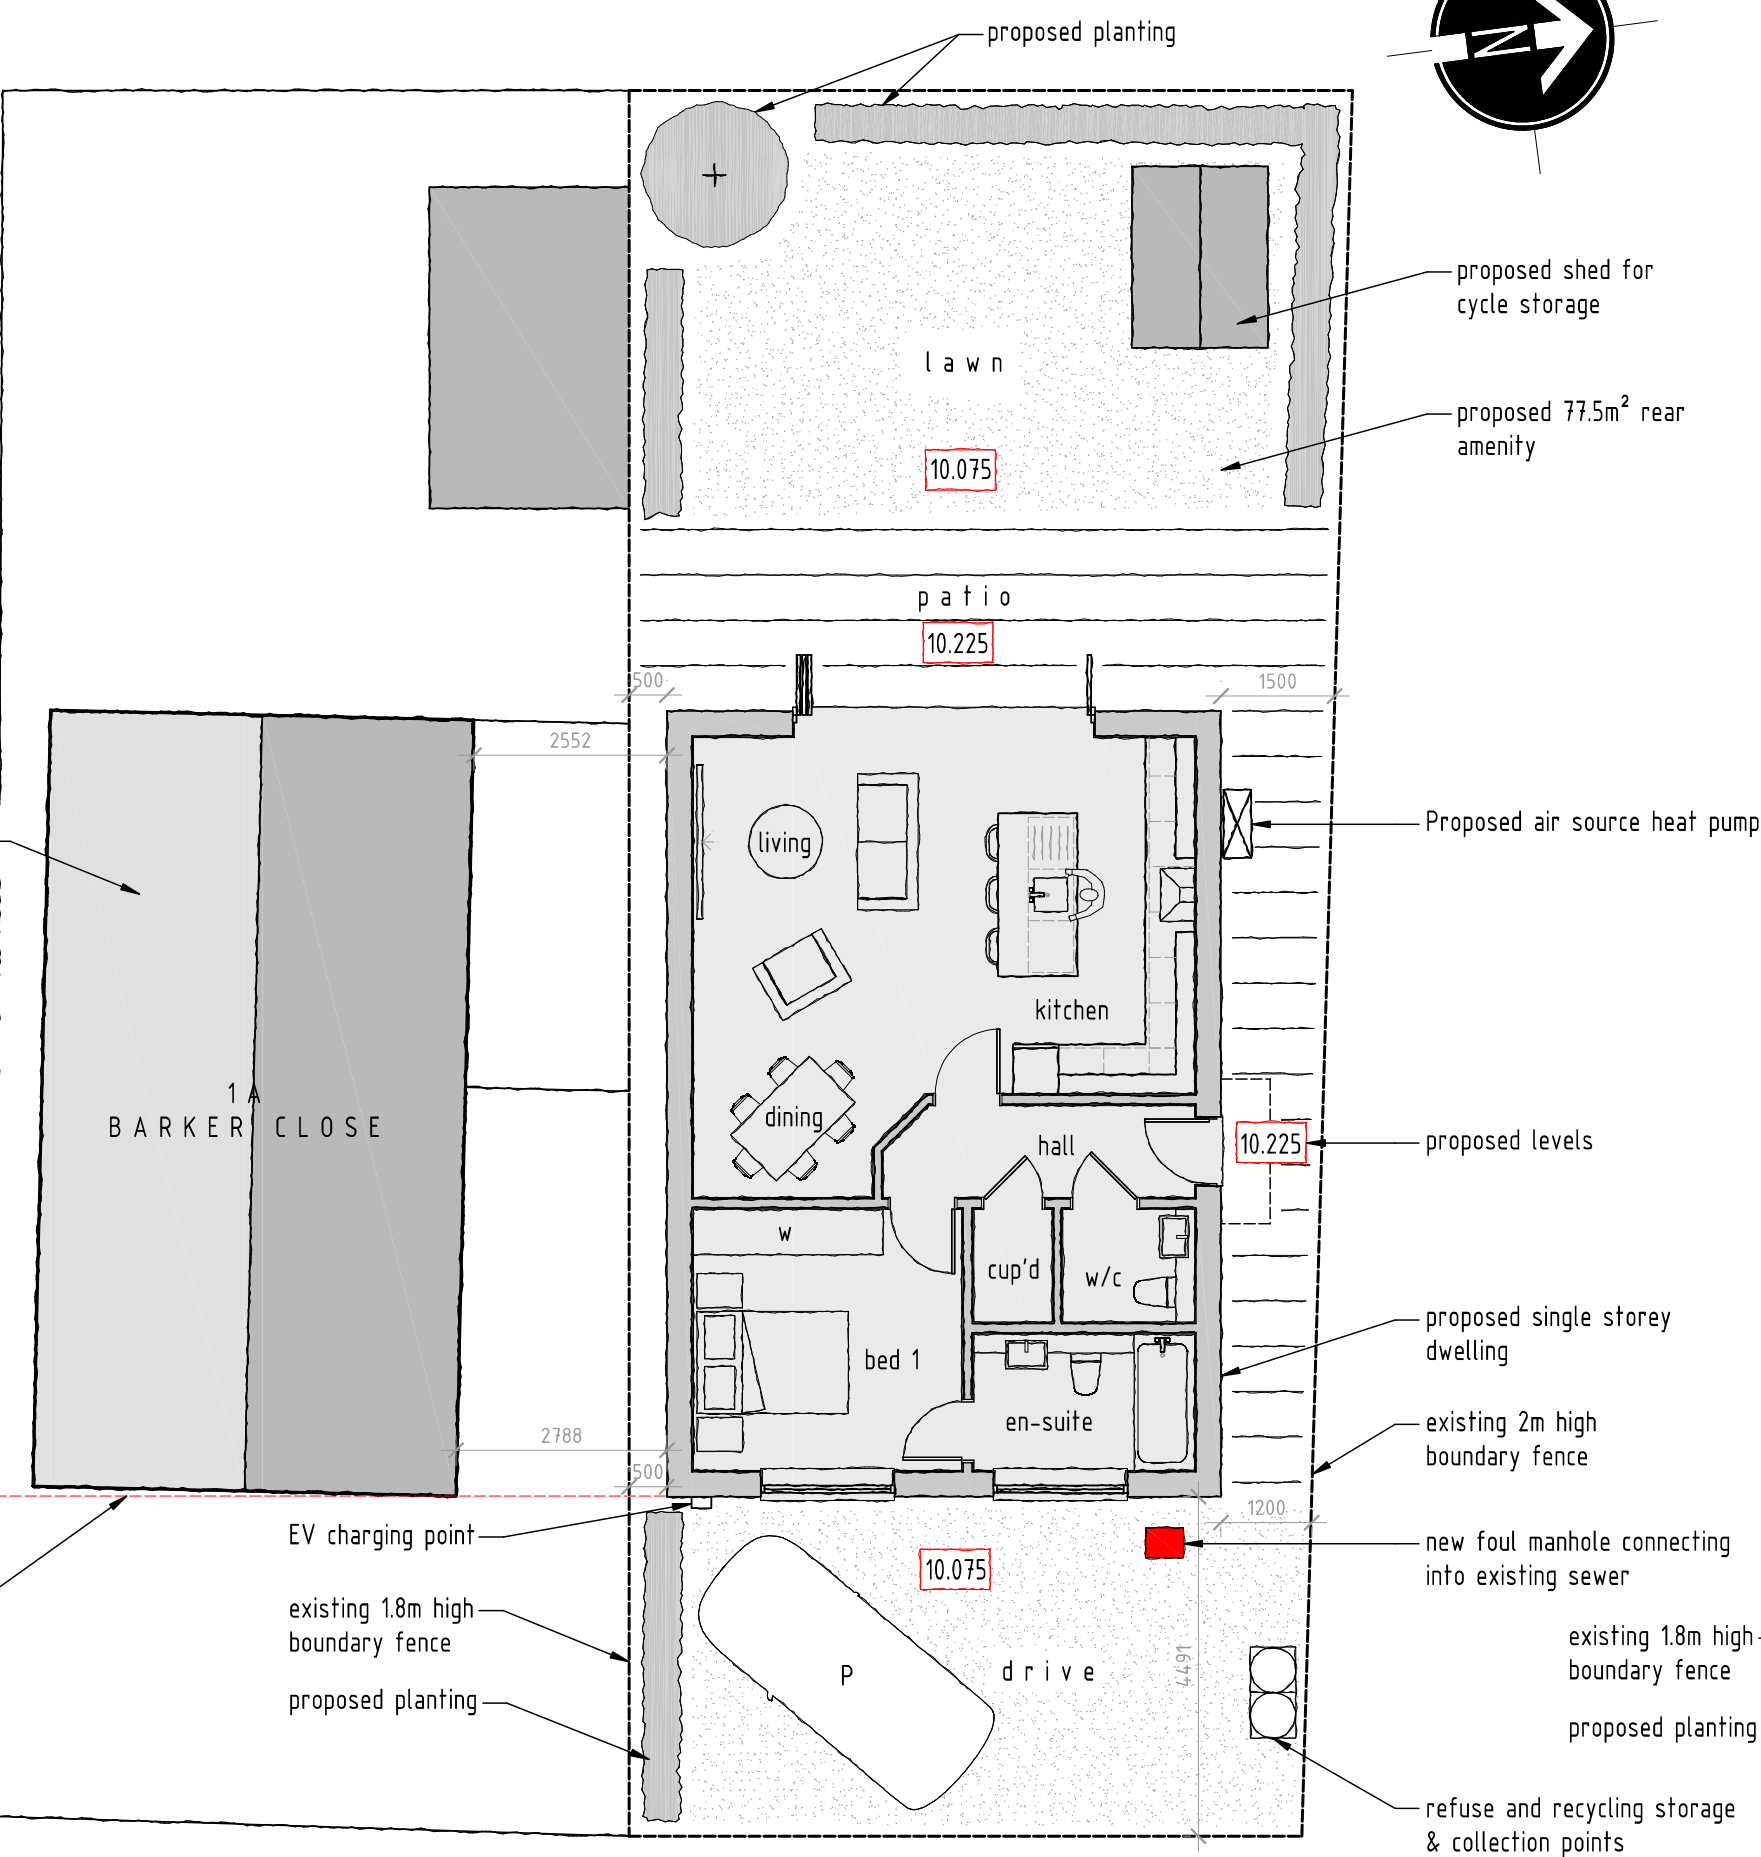 proposed planting
N
proposed shed for
cycle storage
lawn
proposed 77.5m² rear
amenity
10.075
patio
10.225
500
1500
2552
living
Proposed air source heat pump
kitchen
1 A
BARKER CLOSE
dining
hall
10.225
proposed levels
w
cup'd
w/c
proposed single storey
dwelling
bed 1
en-suite
existing 2m high
boundary fence
2788
500
1200
EV charging point
new foul manhole connecting
into existing sewer
10.075
existing 1.8m high
boundary fence
4491
existing 1.8m high
boundary fence
P
drive
proposed planting
proposed planting
refuse and recycling storage
& collection points